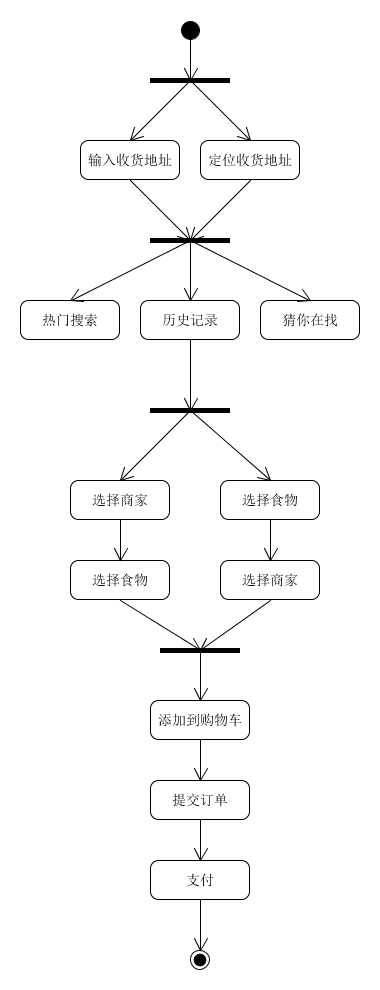 输入收货地址
定位收货地址
热门搜索
历史记录
猜你在找
选择商家
选择食物
选择食物
选择商家
添加到购物车
提交订单
支付